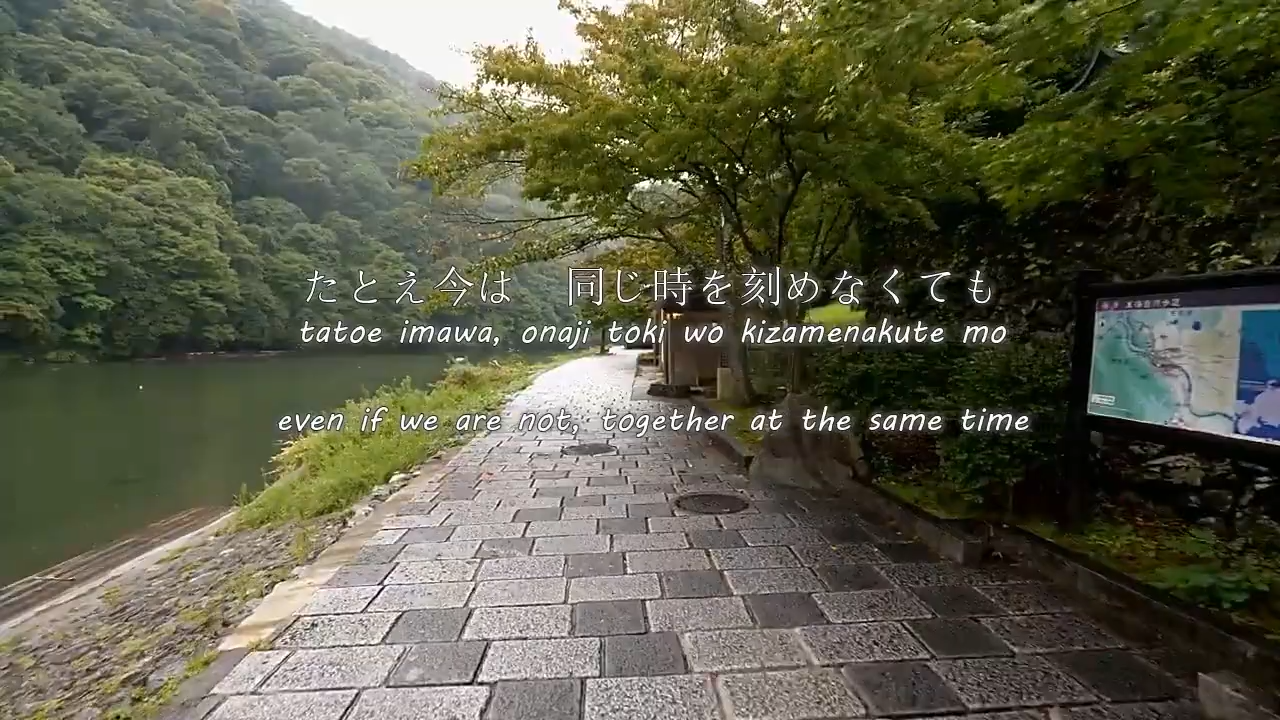 たとえ今は　同じ時を刻めなくても
tatoe imawa, onaji toki wo kizamenakute mo
even if we are not, together at the same time